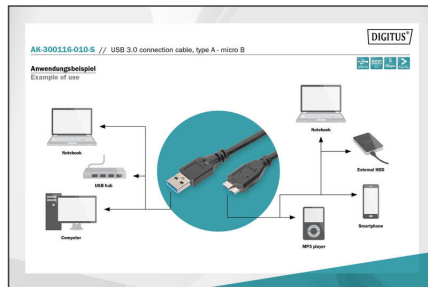 DIGITUS®
AK-300116-010-S // USB 3.0 connection cable, type A - micro B
Anwendungsbeispiel
Example of use
Notebook
USB hub
Computer
Notebook
External HDD
Smartphone
MP3 player